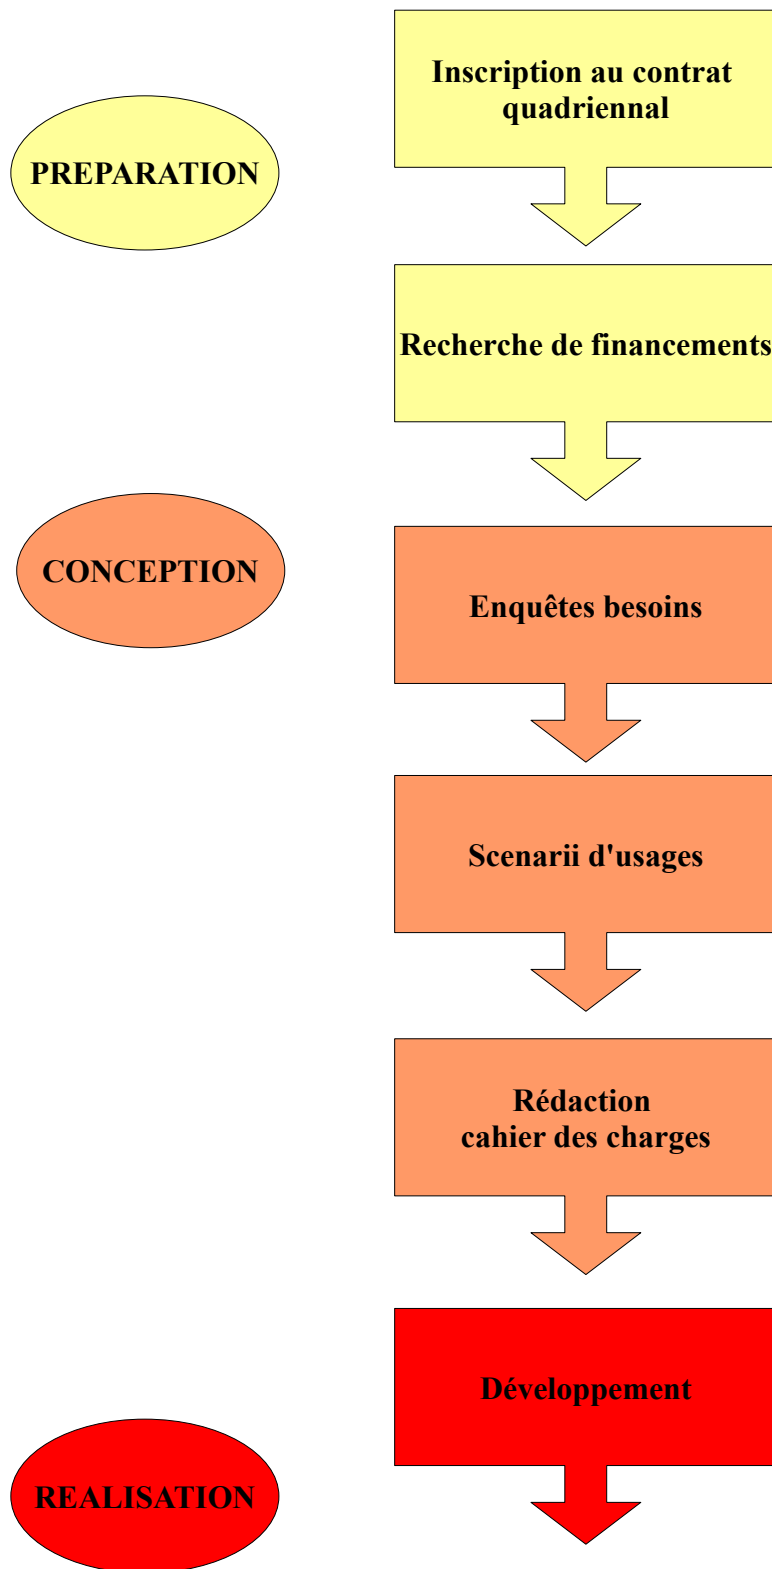 Inscription au contrat
quadriennal
PREPARATION
Recherche de financements
CONCEPTION
Enquêtes besoins
Scenarii d'usages
Rédaction
cahier des charges
Développement
REALISATION